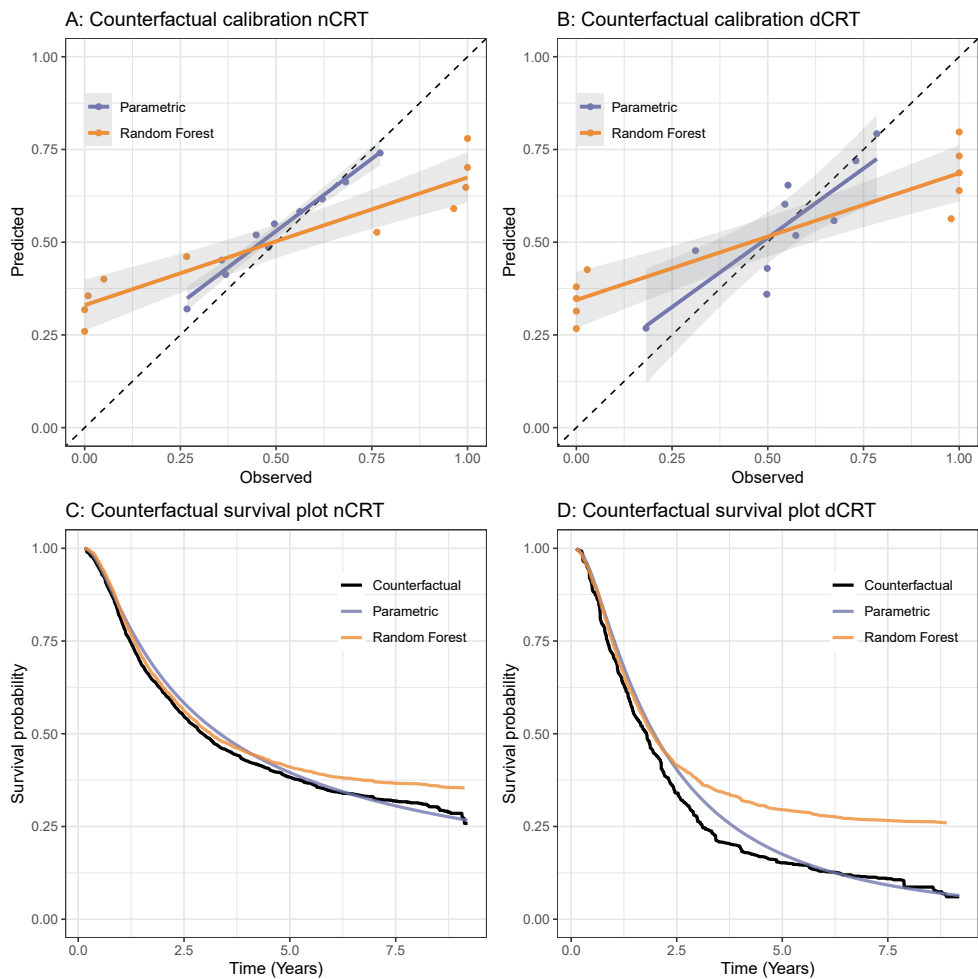 A: Counterfactual calibration nCRT
1.00
0.75
0.50
0.25
0.00
Predicted
Parametric
Random Forest
0.00 0.25 0.50 0.75 1.00
Observed
B: Counterfactual calibration dCRT
1.00
0.75
0.50
0.25
0.00
Predicted
Parametric
Random Forest
0.00 0.25 0.50 0.75 1.00
Observed
C: Counterfactual survival plot nCRT
1.00
0.75
0.50
0.25
0.00
Survival probability
Counterfactual
Parametric
Random Forest
0.0 2.5 5.0 7.5
Time (Years)
D: Counterfactual survival plot dCRT
1.00
0.75
0.50
0.25
0.00
Survival probability
Counterfactual
Parametric
Random Forest
0.0 2.5 5.0 7.5
Time (Years)